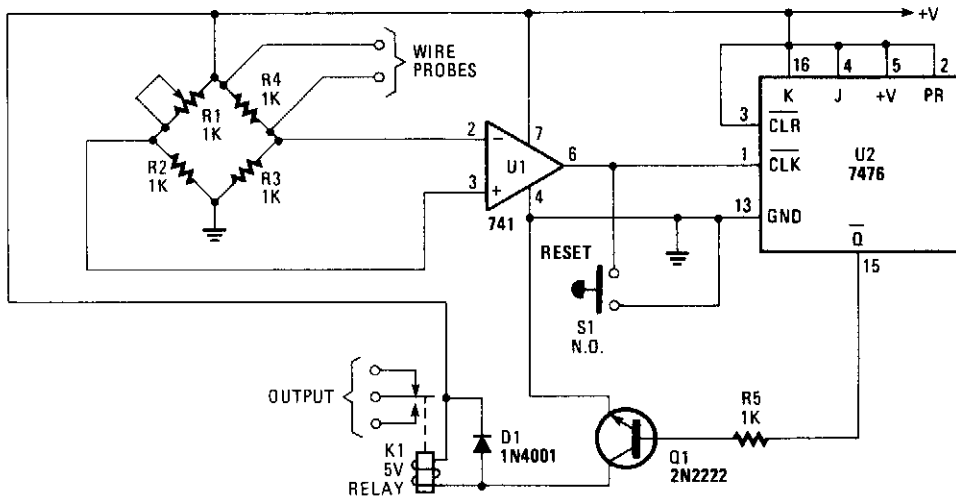 +V
WIRE
PROBES
R4
1K
R1
1K
R2
1K
R3
1K
2
−
7
U1
6
3
+
4
741
16
4
5
2
K
J
+V
PR
3
CLR
1
CLK
U2
7476
13
GND
Q
15
RESET
S1
N.O.
OUTPUT
K1
5V
RELAY
D1
1N4001
Q1
2N2222
R5
1K